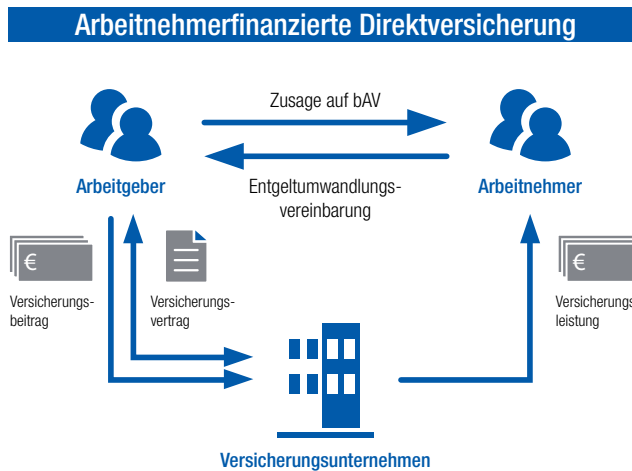 Arbeitnehmerfinanzierte Direktversicherung
Zusage auf bAV
Arbeitgeber
Entgeltumwandlungs-
vereinbarung
Arbeitnehmer
€
Versicherungs-
beitrag
Versicherungs-
vertrag
€
Versicherungs
leistung
Versicherungsunternehmen